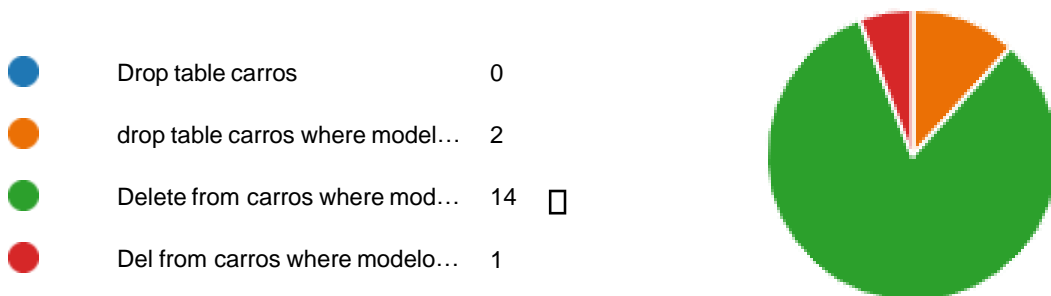 Drop table carros 0
drop table carros where model... 2
Delete from carros where mod... 14
Del from carros where modelo... 1